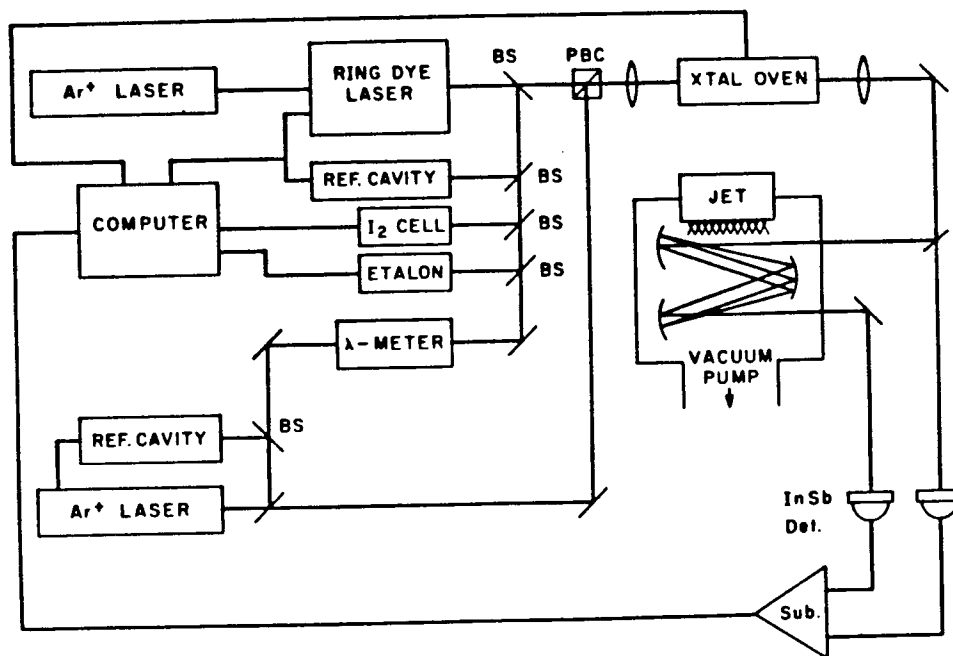 BS
PBC
RING DYE
LASER
Ar⁺ LASER
XTAL OVEN
REF. CAVITY
BS
JET
COMPUTER
I₂ CELL
BS
ETALON
BS
λ-METER
VACUUM
PUMP
REF. CAVITY
BS
Ar⁺ LASER
InSb
Det.
Sub.